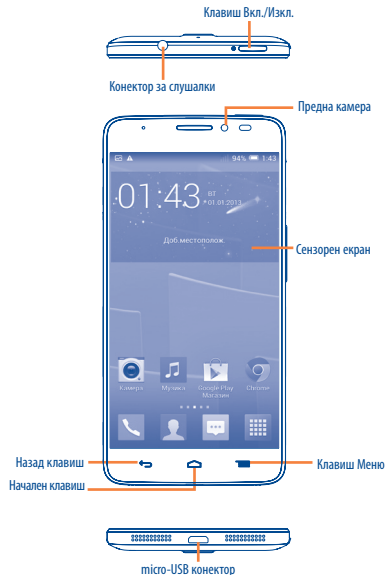 Клавиш Вкл./Изкл.
Конектор за слушалки
Предна камера
94% 1:43
01:43 ВТ
01.01.2013
Доб.местополож.
Сензорен екран
Камера Музика Google Play Магазин Chrome
Назад клавиш
Клавиш Меню
Начален клавиш
micro-USB конектор